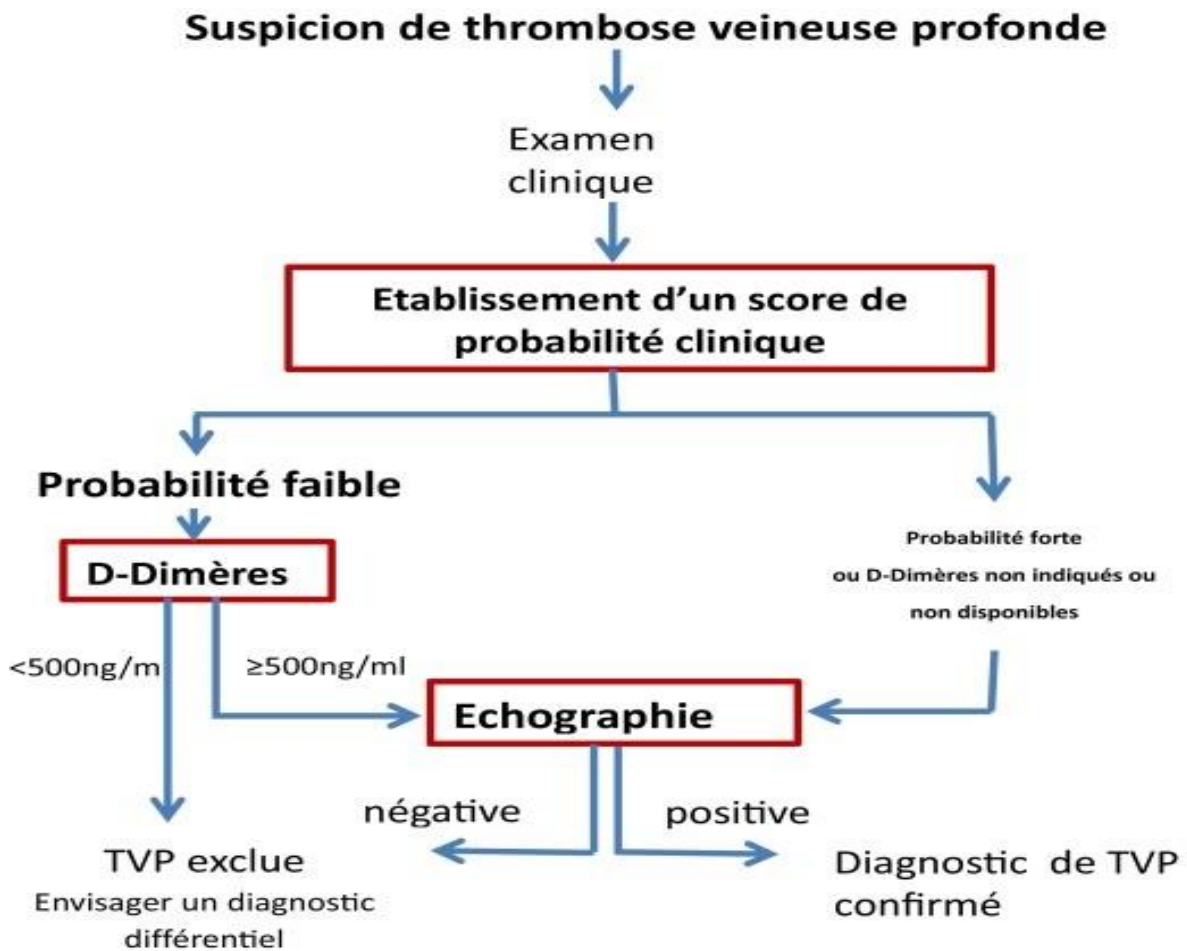 Suspicion de thrombose veineuse profonde
Examen
clinique
Etablissement d'un score de
probabilité clinique
Probabilité faible
D-Dimères
Probabilité forte
ou D-Dimères non indiqués ou
non disponibles
<500ng/m
≥500ng/ml
Echographie
négative
positive
TVP exclue
Envisager un diagnostic
différentiel
Diagnostic de TVP
confirmé